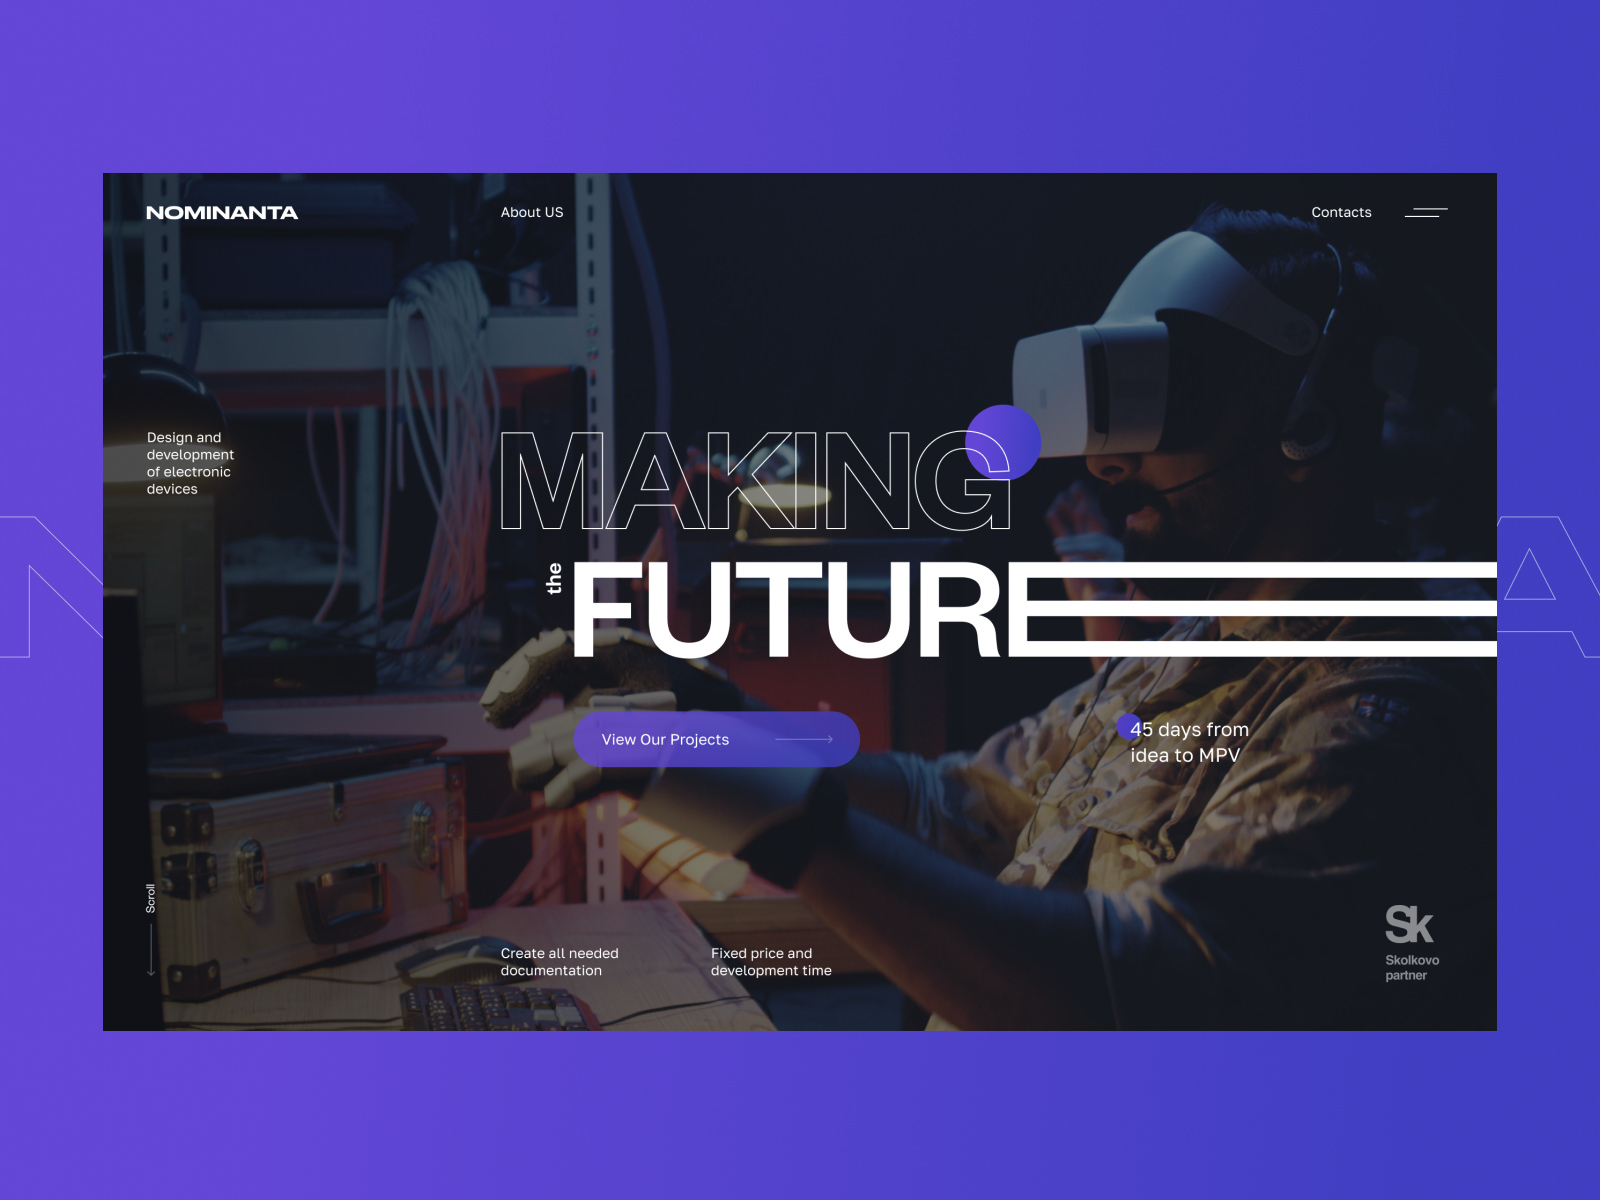 NOMINANTA
About US
Contacts
Design and
development
of electronic
devices
MAKING
the
FUTURE
View Our Projects
45 days from
idea to MPV
Scroll
Create all needed
documentation
Fixed price and
development time
Sk
Skolkovo
partner
N
A